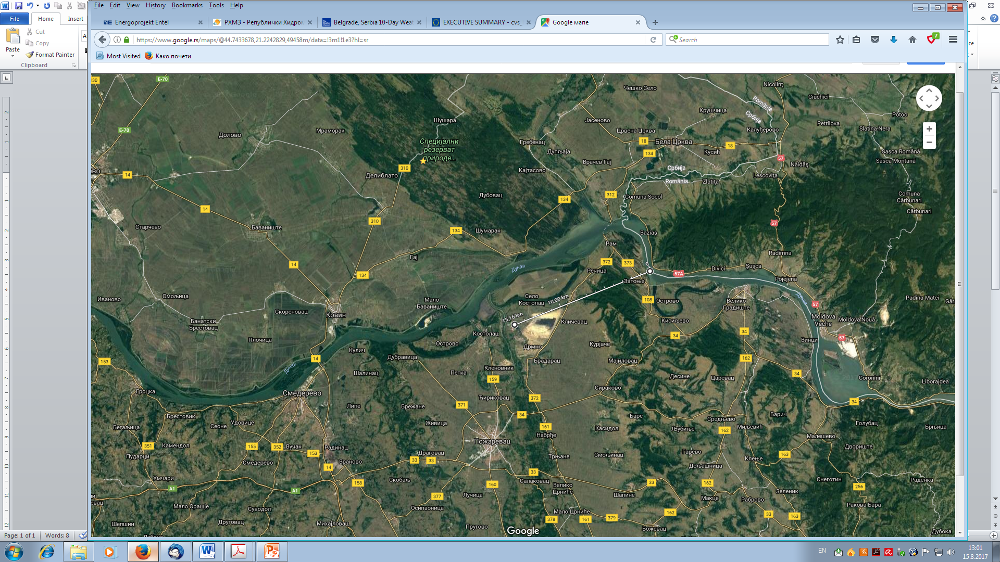 File Edit View History Bookmarks Tools Help
Energoprojekt Entel
РХМЗ - Републички Хидром
Belgrade, Serbia 10-Day Weat
EXECUTIVE SUMMARY - cvs_
Google мапе
https://www.google.rs/maps/@44.7433678,21.2242829,49458m/data=!3m1!1e3?hl=sr
Search
7
Most Visited
Како почети
File Home Insert
Cut
Copy
Paste
Format Painter
Clipboard
30
E-70
Nicolinț
Чешко Село
Ciuchici
România
Србија
Крушчица
Potoc
Шушара
Јасеново
Petrilova
E-70
Долово
Мраморак
Црвена Црква
Калуђерово
Slatina-Nera
Специјални
резерват
природе...
Гребенац
18
Бела Црква
18
Дупљаја
134
Кусић
Sasca Română
57
Sasca Montană
Врачев Гај
Naidăș
310
Кајтасово
Србија
14
Делиблато
România
Zlatița
Lescovița
Дубовац
134
312
Comuna Socol
Comuna
Cărbunari
14
Cărbunari
310
57
Старчево
Баваниште
134
Шумарак
Baziaș
Рам
Radimna
Гај
14
372
373
Дунав
Речица
Șușca
Divici
134
57A
Затоње
Pojejena
Иваново
Омољица
Мало
Баваниште
Село
Костолац
10.00 km
108
Острово
Велико
Градиште
Дунав
57
Padina Matei
Скореновац
Ковин
15.16 km
Moldova
Veche
Moldova Nouă
Банатски
Брестовац
Кличевац
Кисиљево
Костолац
34
34
57
Плочица
Острово
Дрмно
Курјаче
Винци
Кулич
153
14
Дубравица
Брадарац
Мајиловац
162
Дунав
Шалинац
Петка
Кленовник
34
Десине
Царевац
Coronini
159
Liborajdea
Гроцка
Смедерево
Сираково
Ћириковац
372
34
Липе
Брежане
371
Брестовик
34
Баре
Барич
Средњево
Удовице
Сеоне
Живица
161
Касидол
Љубиње
162
Миљевић
Голубац
Брњица
Бегаљица
Набрђе
Малешево
Пожаревац
351
Камендол
155
352
Вучак
Радинац
153
Двориште
Пударци
Драговац
33
33
Трњане
Смољинац
Гарево
163
Смедерево
Враново
14
Клење
Дољашница
33
Умчари
Скобаљ
Салаковац
Снеготин
Раденка
158
160
Велико
Црниће
33
162
A1
A1
Зеленик
256
377
Лучица
Шапине
Макце
Раброво
Мало Орашје
Суводол
Осипаоница
Мало Црниће
162
Ракова Бара
Шепшин
Друговац
Михајловац
Пругово
378
161
379
33
163
Google
Божевац
Дубока
Page: 1 of 1
Words: 8
EN
13:01
15.8.2017